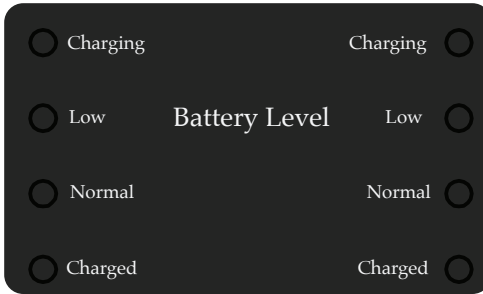 Charging Charging
Low Battery Level Low
Normal Normal
Charged Charged